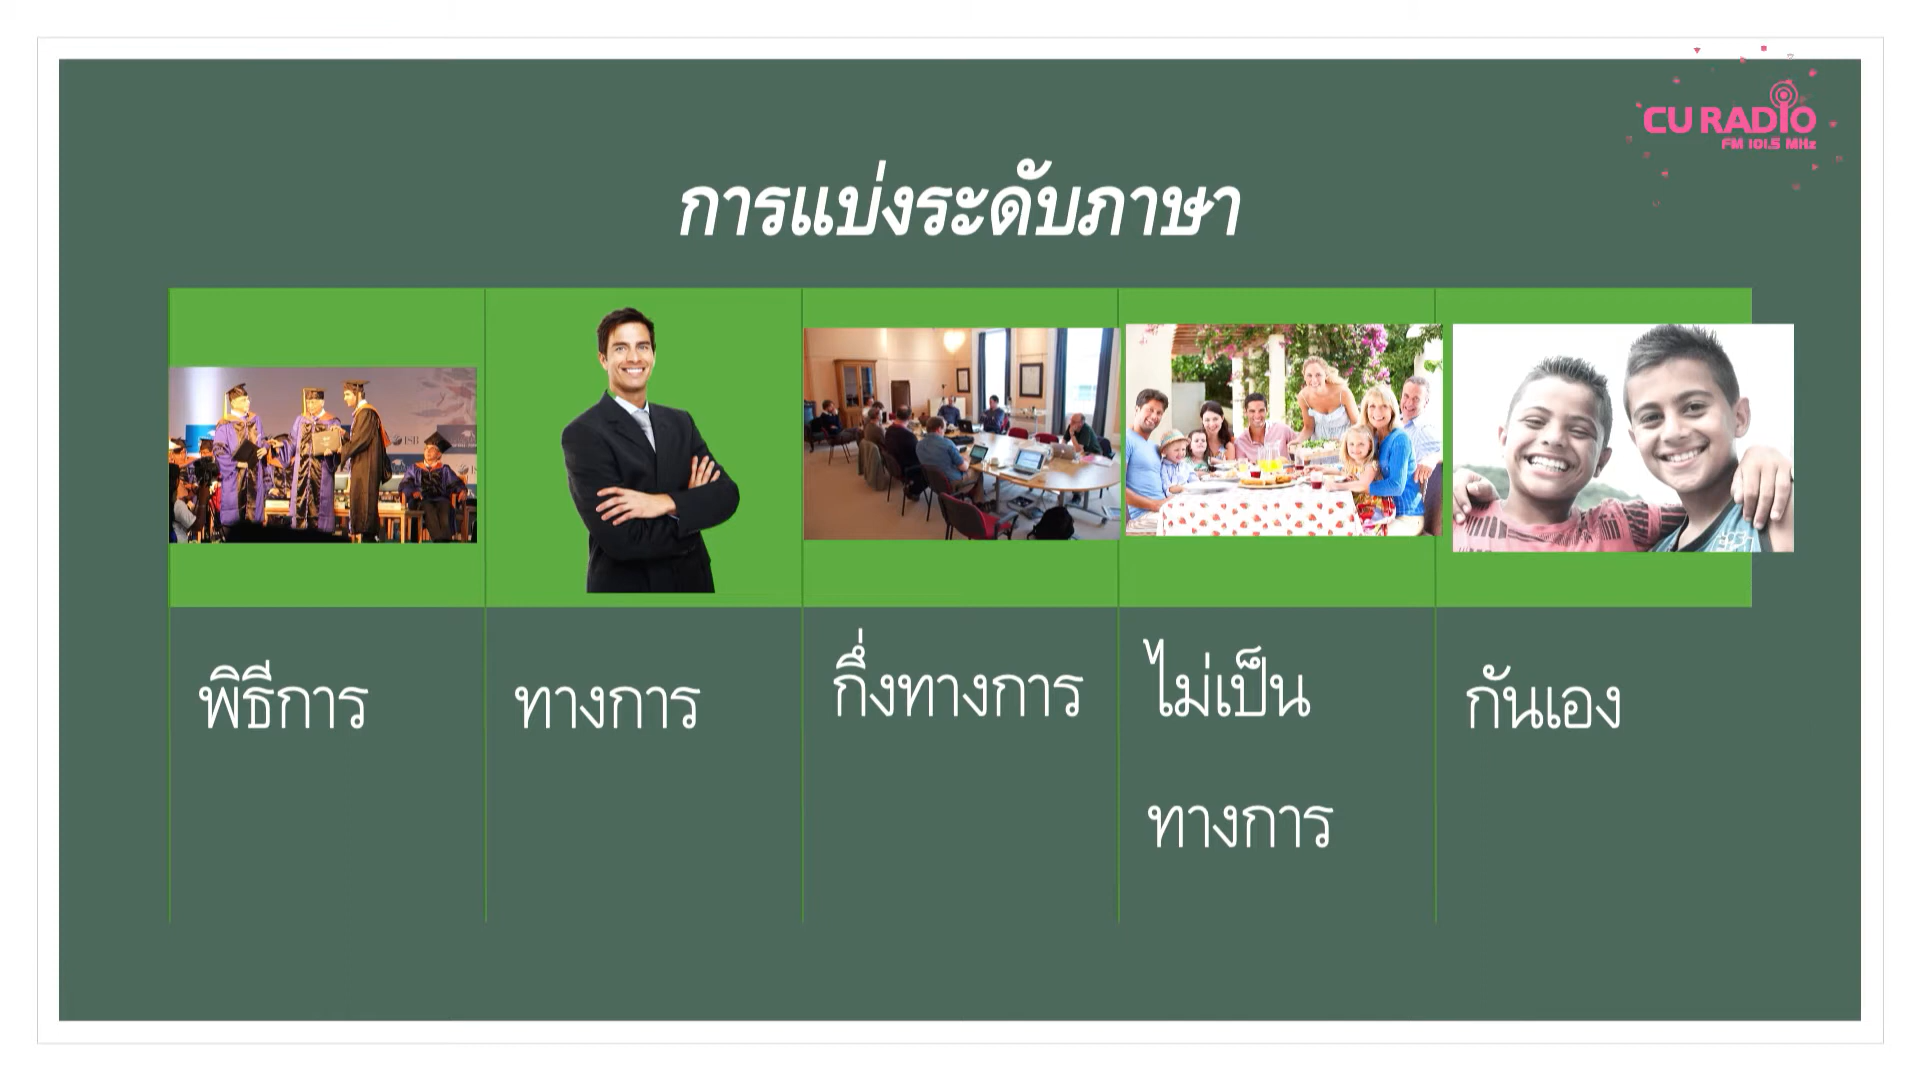 CU RADIO
FM 101.5 MHz
การแบ่งระดับภาษา
พิธีการ
ทางการ
กึ่งทางการ
ไม่เป็น
ทางการ
กันเอง